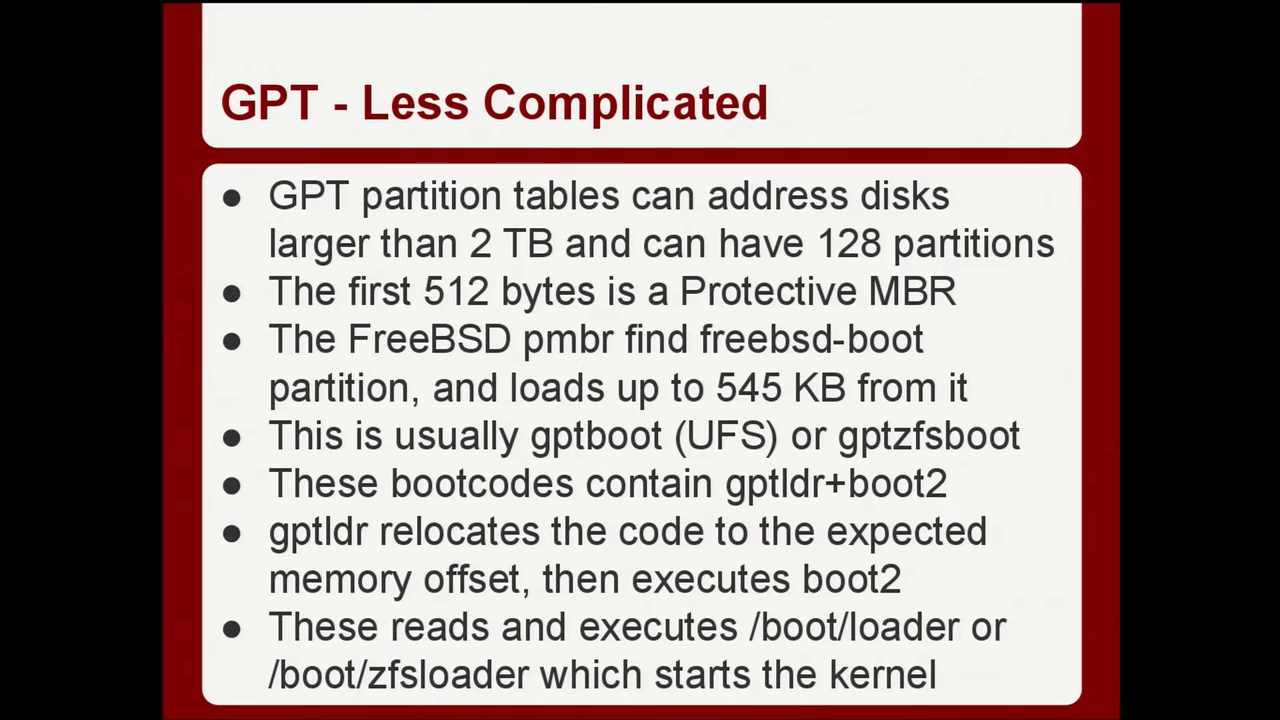 GPT - Less Complicated
● GPT partition tables can address disks
larger than 2 TB and can have 128 partitions
● The first 512 bytes is a Protective MBR
● The FreeBSD pmbr find freebsd-boot
partition, and loads up to 545 KB from it
● This is usually gptboot (UFS) or gptzfsboot
● These bootcodes contain gptldr+boot2
● gptldr relocates the code to the expected
memory offset, then executes boot2
● These reads and executes /boot/loader or
/boot/zfsloader which starts the kernel